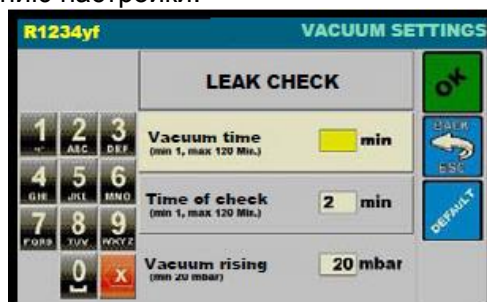 нию настройки.
R1234yf VACUUM SETTINGS
LEAK CHECK
OK
1 2 3
ABC DEF
Vacuum time min
(min 1, max 120 Min.)
BACK
ESC
4 5 6
GHI JKL MNO
Time of check 2 min
(min 1, max 120 Min.)
DEFAULT
7 8 9
PQRS TUV WXYZ
0 X
Vacuum rising 20 mbar
(min 20 mbar)